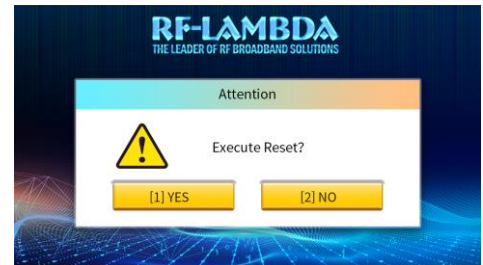 RF-LAMBDA
THE LEADER OF RF BROADBAND SOLUTIONS
Attention
Execute Reset?
[1] YES
[2] NO